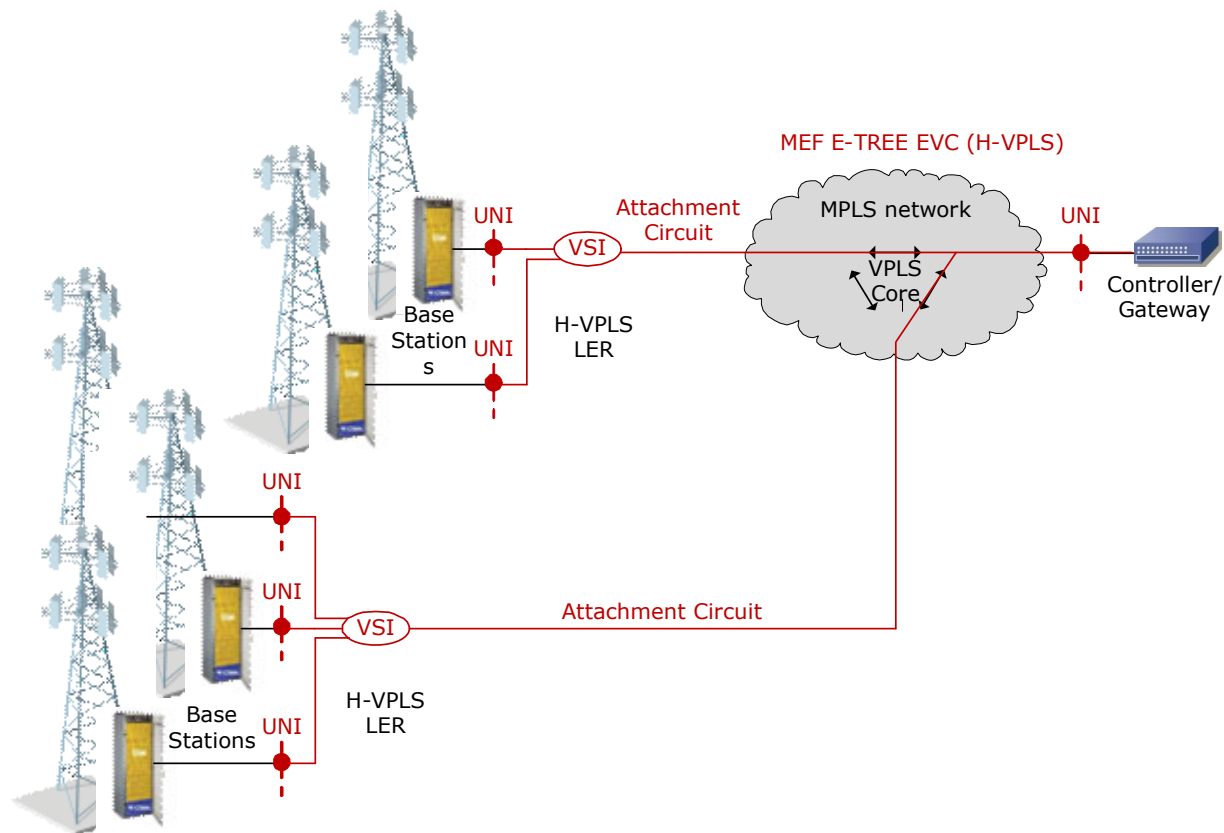 MEF E-TREE EVC (H-VPLS)
UNI
Attachment
Circuit
MPLS network
UNI
VSI
VPLS
Core
Controller/
Gateway
Base
Station
s
H-VPLS
LER
UNI
UNI
UNI
Attachment Circuit
VSI
H-VPLS
LER
Base
Stations
UNI